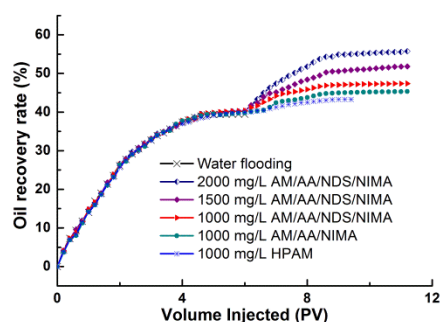 Oil recovery rate (%)
60
50
40
30
20
10
0
Water flooding
2000 mg/L AM/AA/NDS/NIMA
1500 mg/L AM/AA/NDS/NIMA
1000 mg/L AM/AA/NDS/NIMA
1000 mg/L AM/AA/NIMA
1000 mg/L HPAM
0 4 8 12
Volume Injected (PV)